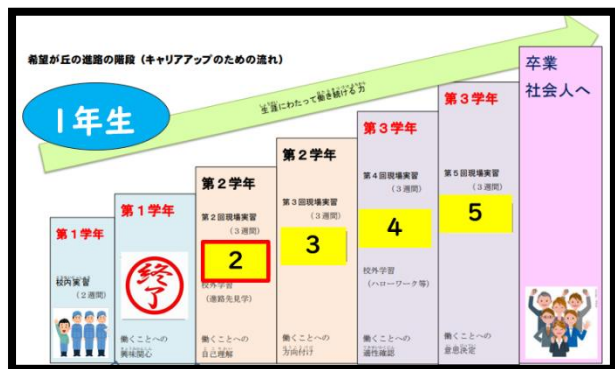 希望が丘の進路の階段（キャリアアップのための流れ）
1年生
生涯にわたって働き続ける力
第1学年
校内実習
（2週間）
働くことへの
興味関心
第1学年
終了
第2学年
第2回現場実習
（3週間）
2
校外学習
（進路先見学）
働くことへの
自己理解
第2学年
第3回現場実習
（3週間）
3
働くことへの
方向付け
第3学年
第4回現場実習
（3週間）
4
校外学習
（ハローワーク等）
働くことへの
適性確認
第3学年
第5回現場実習
（3週間）
5
働くことへの
意思決定
卒業
社会人へ